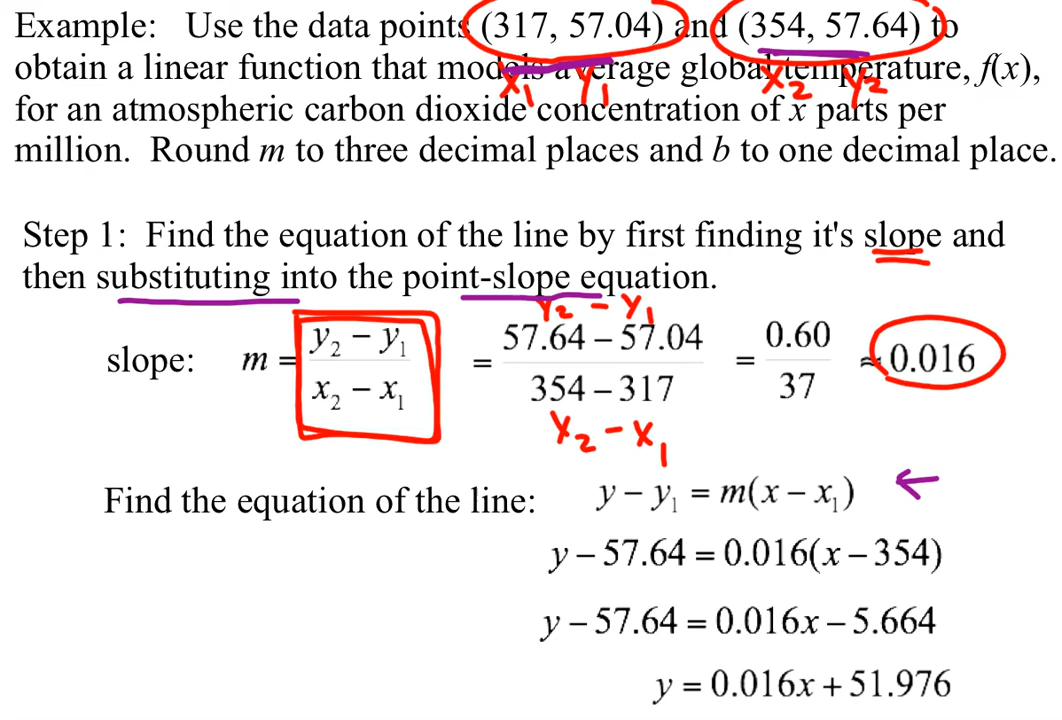 Example: Use the data points (317, 57.04) and (354, 57.64) to
obtain a linear function that models average global temperature, f(x),
x₁ y₁ x₂ y₂
for an atmospheric carbon dioxide concentration of x parts per
million. Round m to three decimal places and b to one decimal place.
Step 1: Find the equation of the line by first finding it's slope and
then substituting into the point-slope equation.
y₂ − y₁
slope: m = (y₂ − y₁)/(x₂ − x₁) = (57.64 − 57.04)/(354 − 317) = 0.60/37 ≈ 0.016
x₂ − x₁
Find the equation of the line: y − y₁ = m(x − x₁) ←
y − 57.64 = 0.016(x − 354)
y − 57.64 = 0.016x − 5.664
y = 0.016x + 51.976